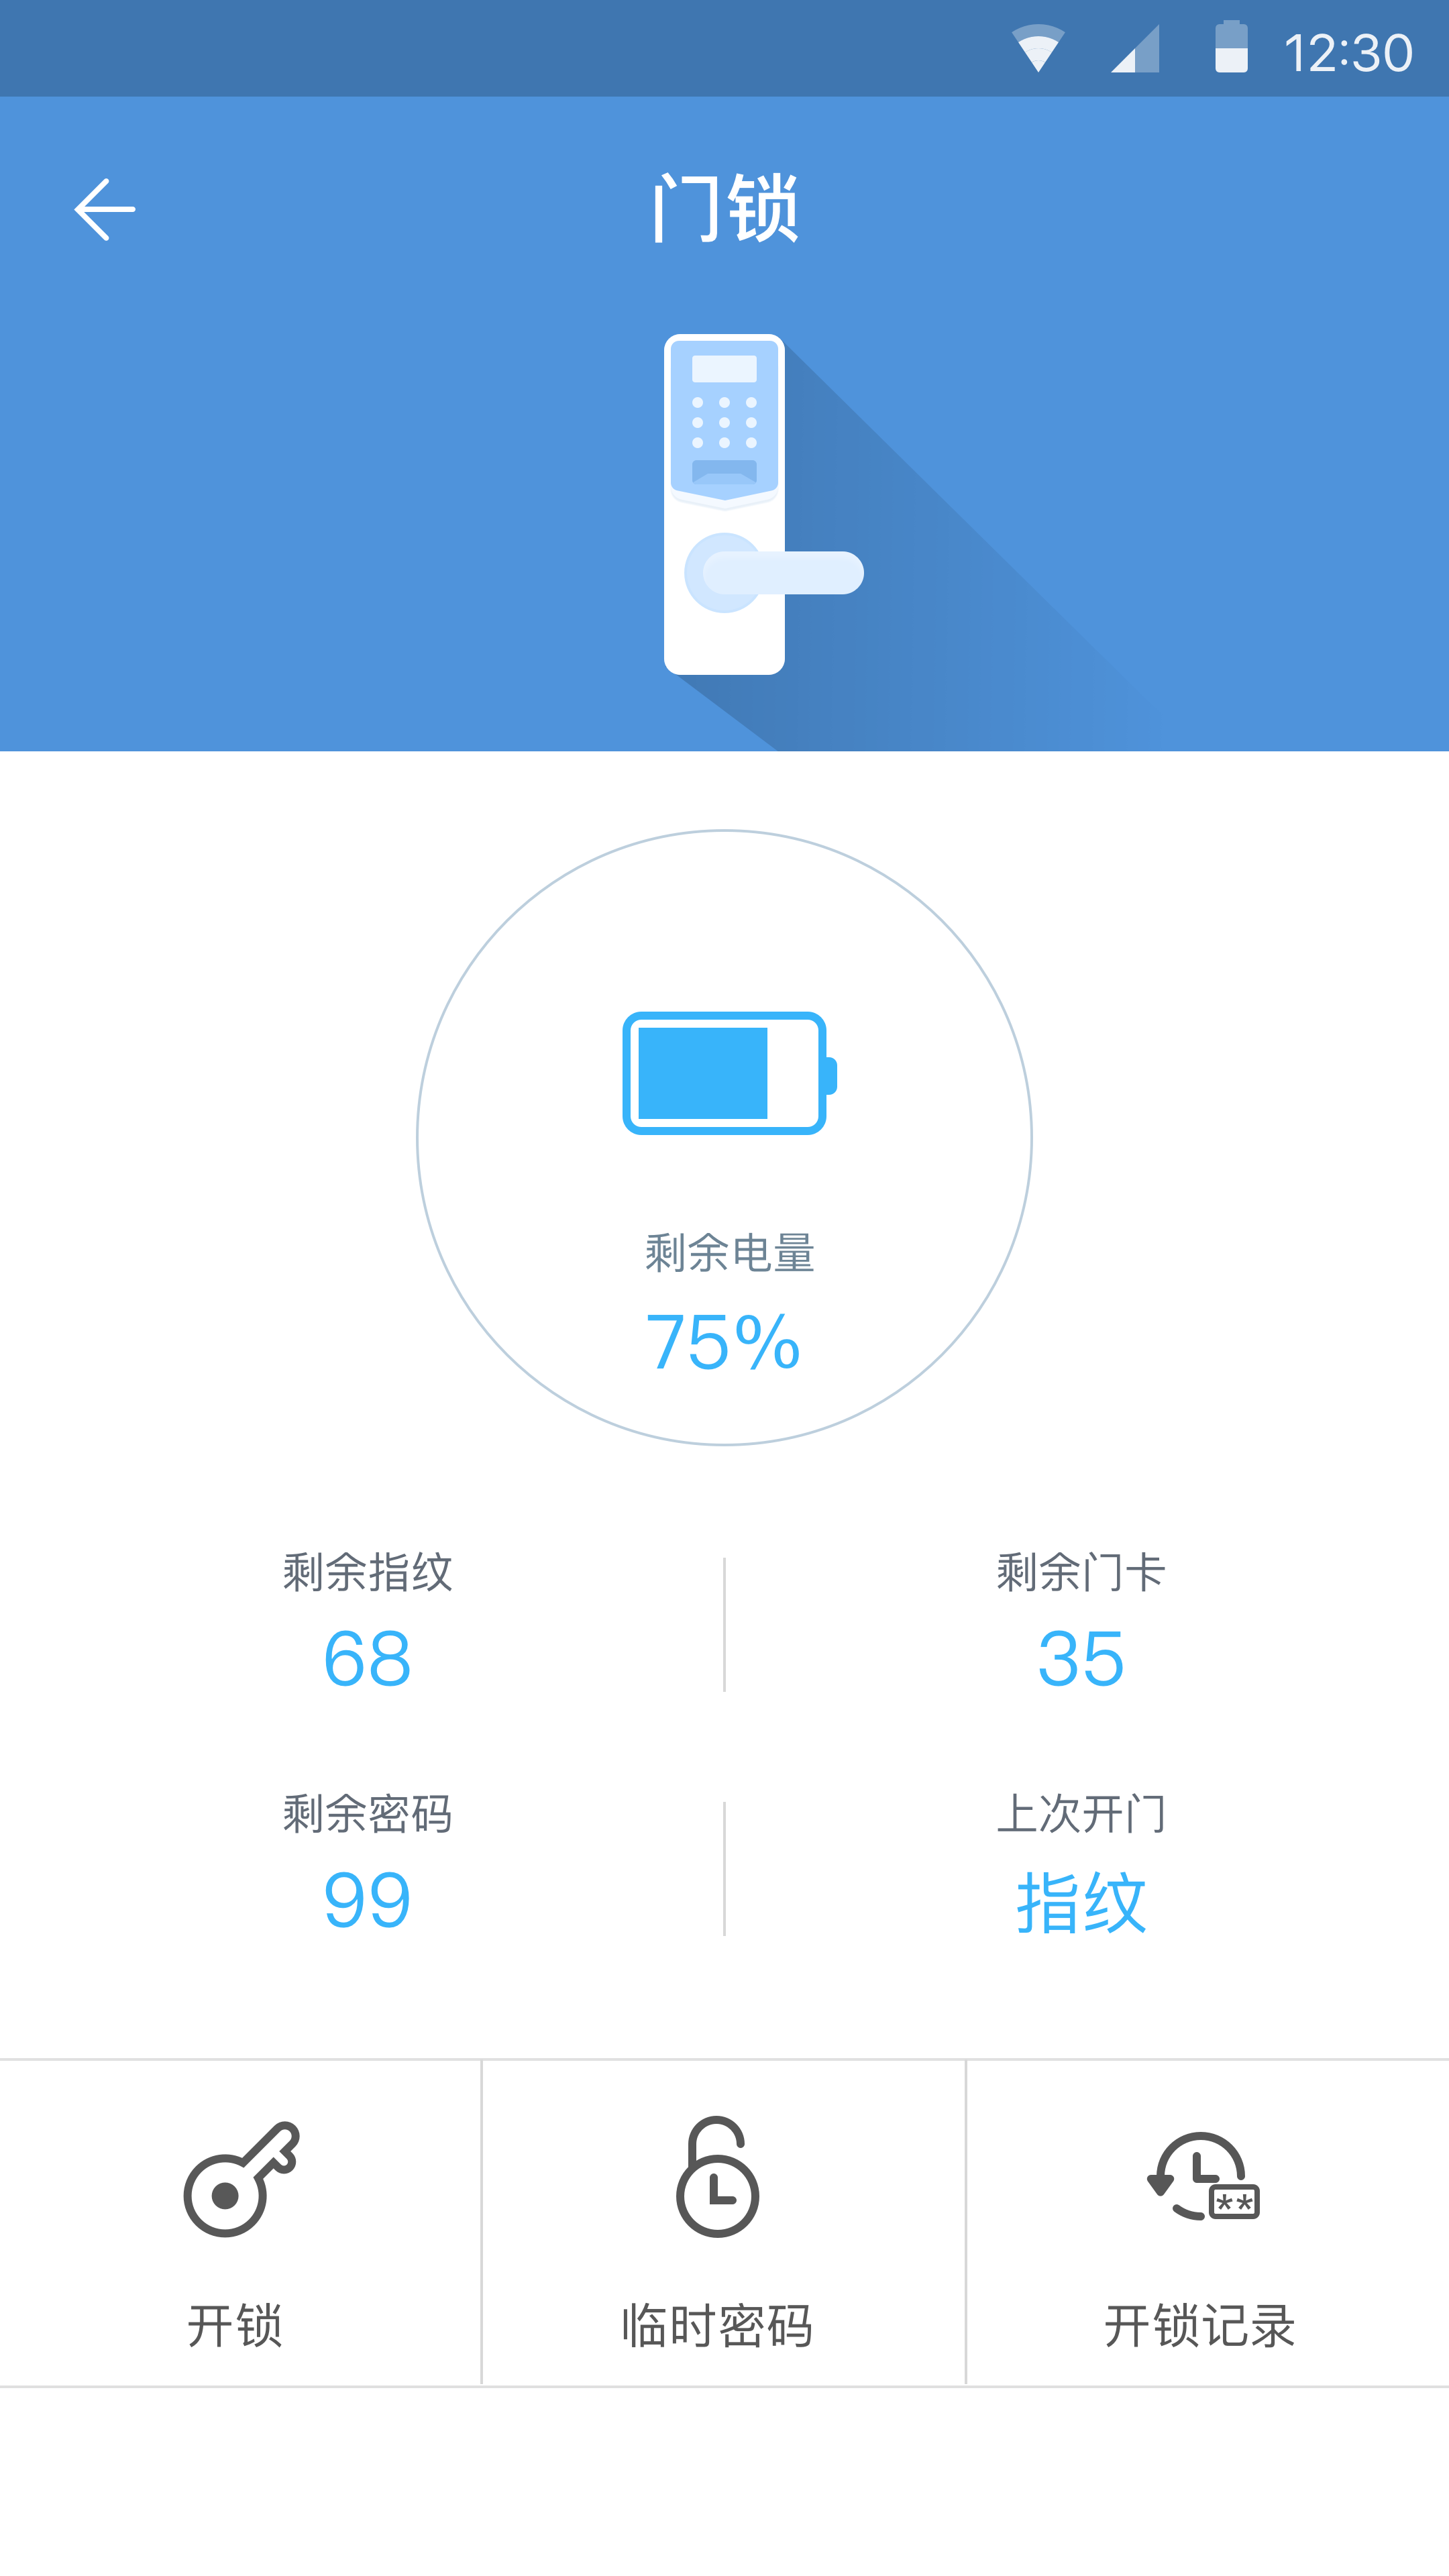 12:30
门锁
剩余电量
75%
剩余指纹
剩余门卡
68
35
剩余密码
上次开门
99
指纹
**
开锁
临时密码
开锁记录